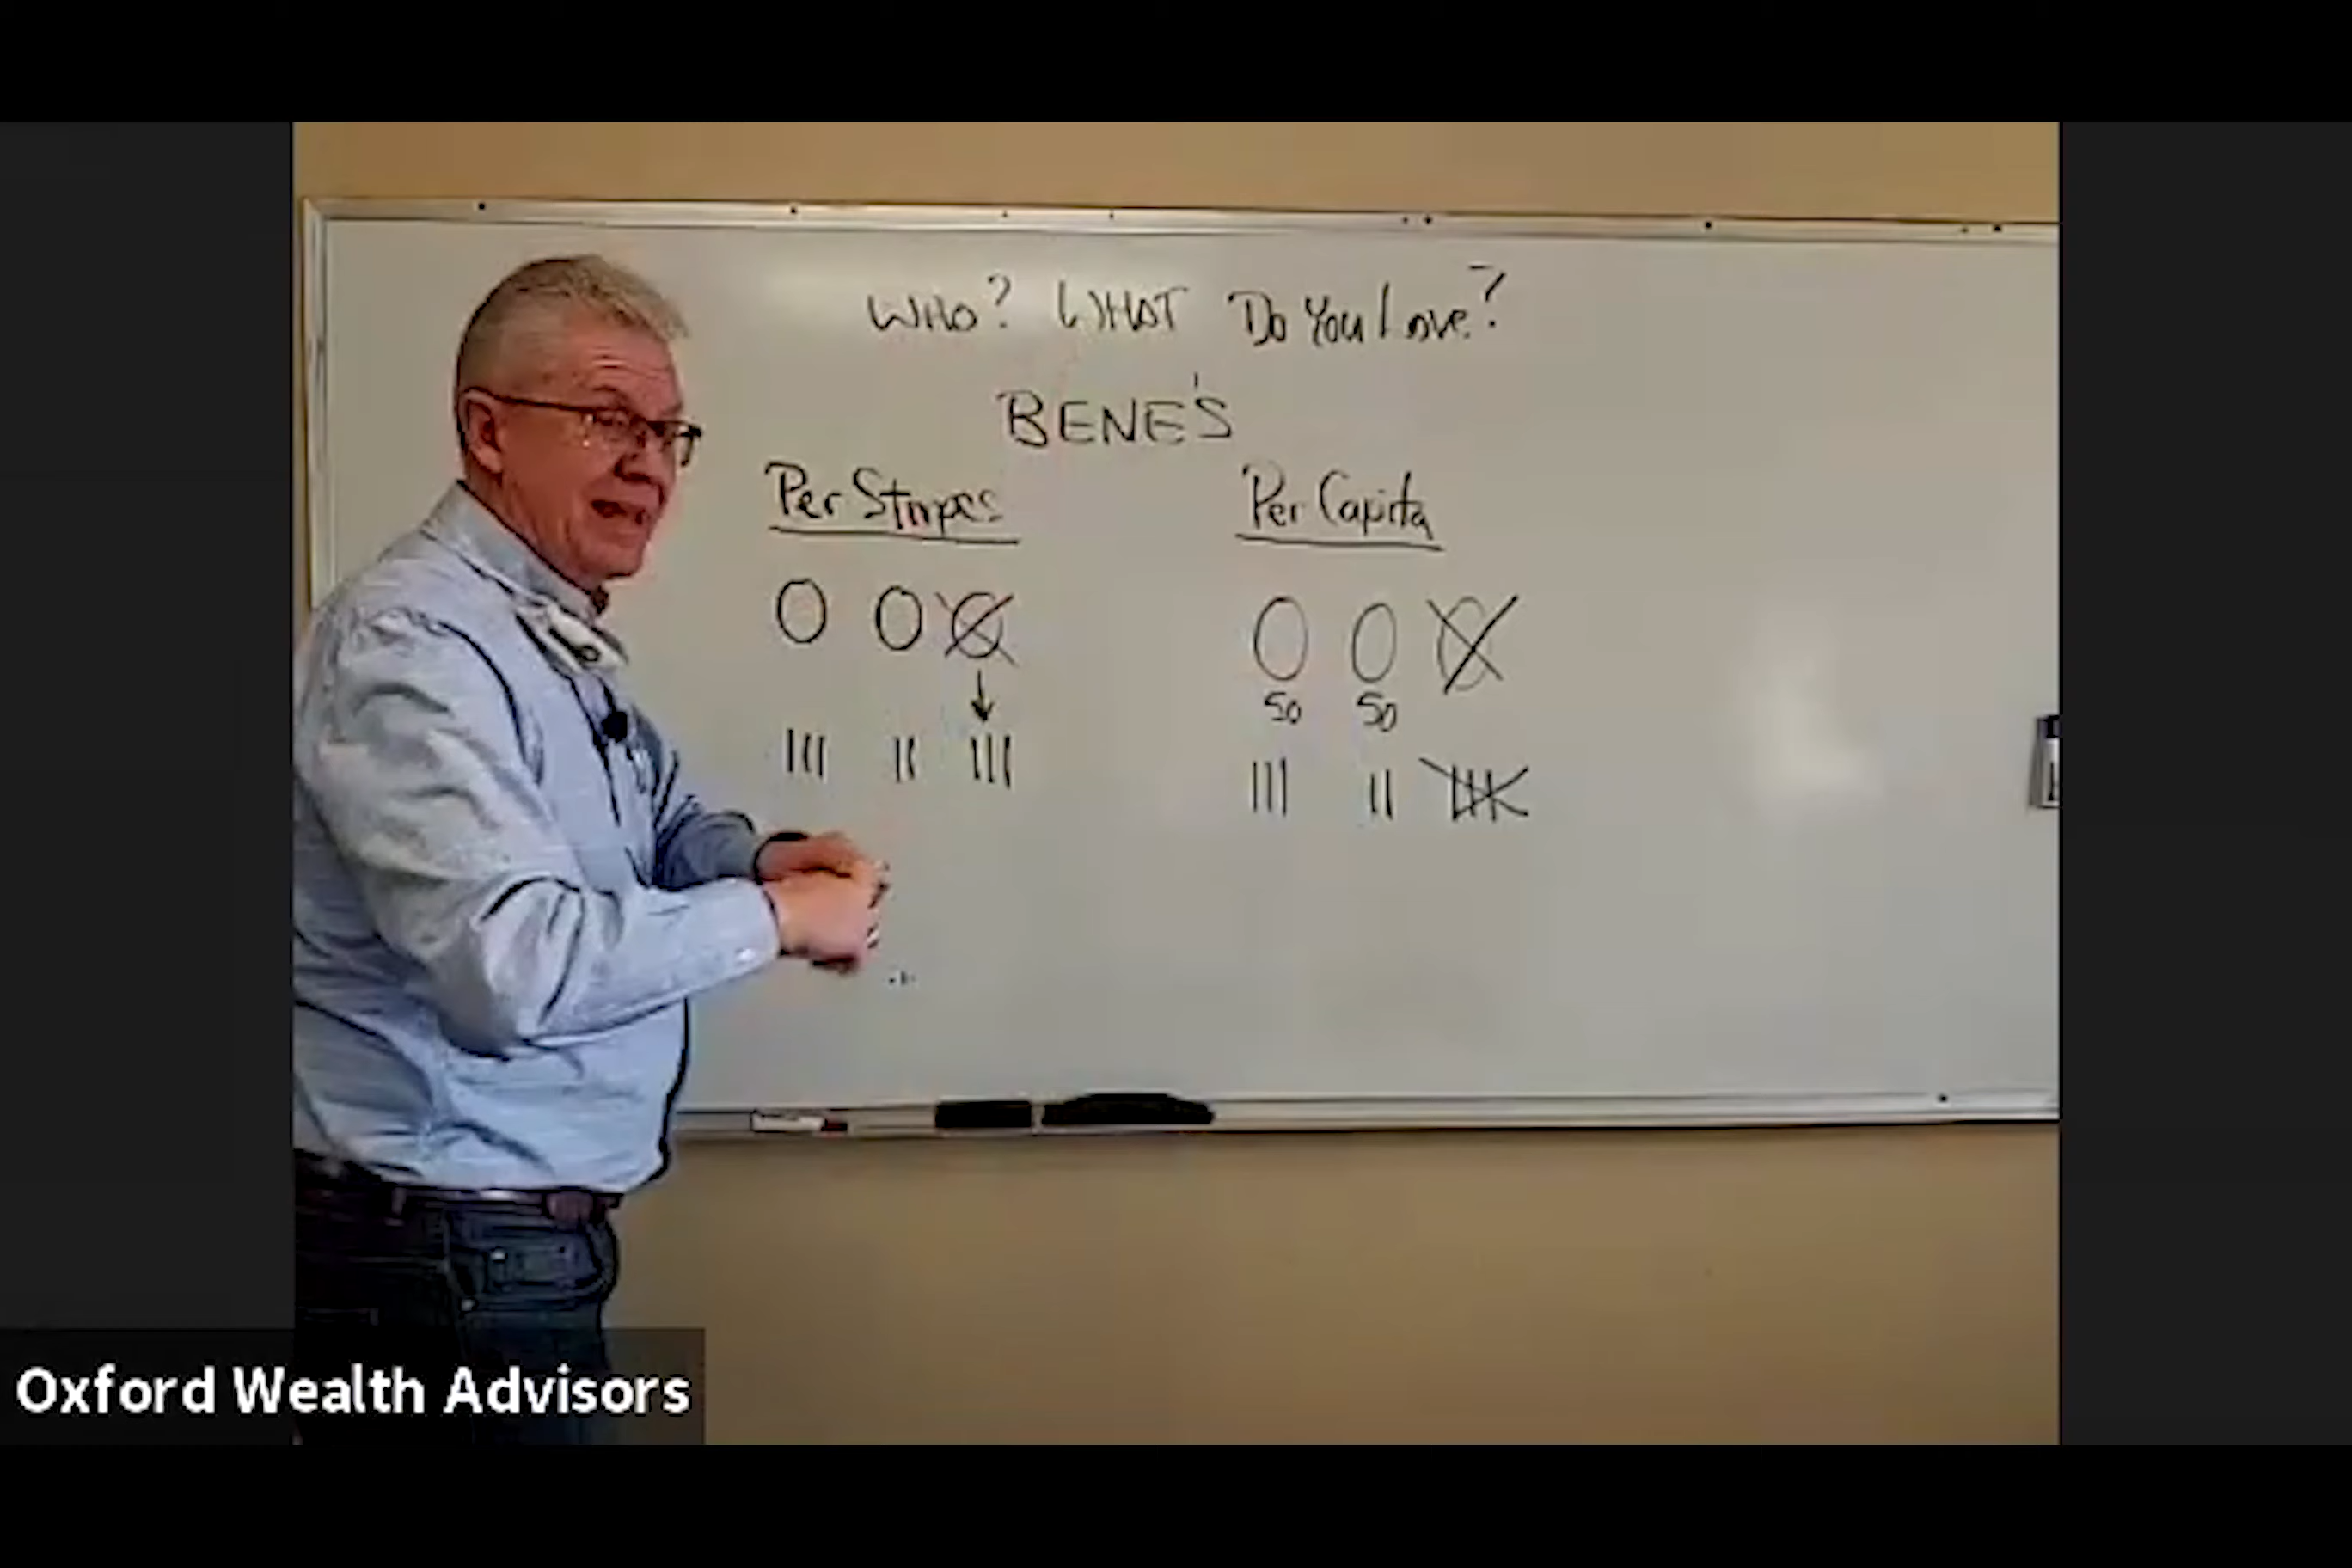 WHO? WHAT Do You Love?
BENE'S
Per Stirpes
Per Capita
50 50
Oxford Wealth Advisors